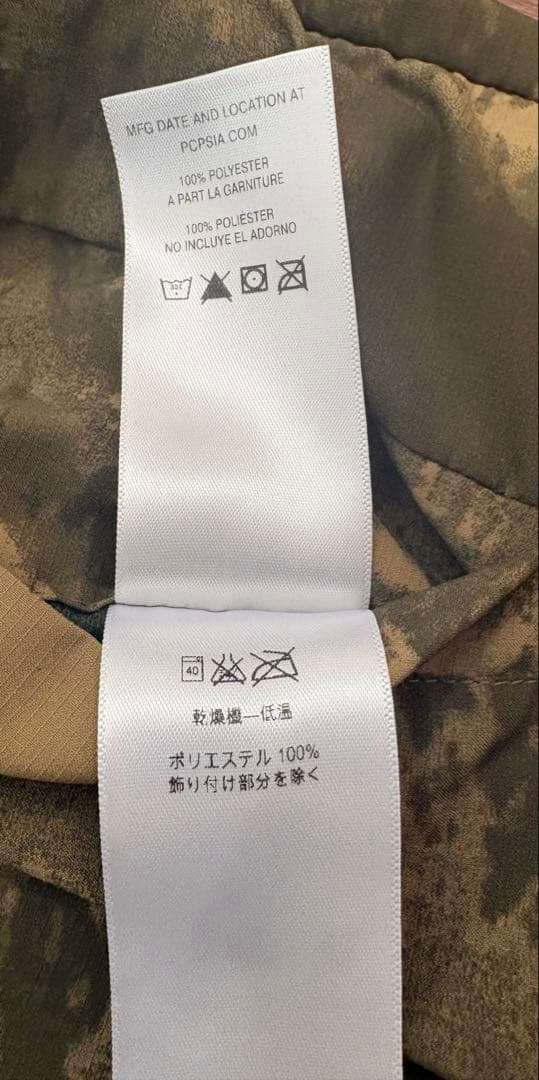 MFG DATE AND LOCATION AT
PCPSIA.COM
100% POLYESTER
A PART LA GARNITURE
100% POLIÉSTER
NO INCLUYE EL ADORNO
40
乾燥機—低温
ポリエステル 100%
飾り付け部分を除く